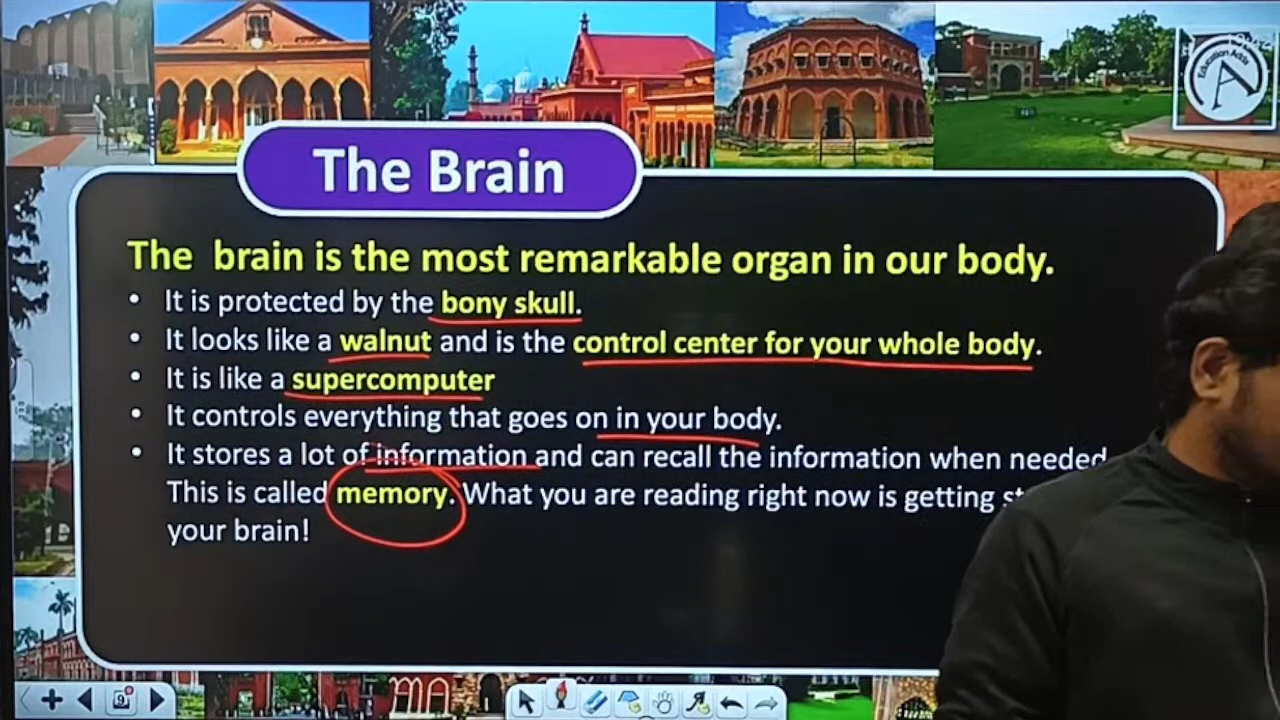 Education Adda
A
The Brain
The brain is the most remarkable organ in our body.
• It is protected by the bony skull.
• It looks like a walnut and is the control center for your whole body.
• It is like a supercomputer
• It controls everything that goes on in your body.
• It stores a lot of information and can recall the information when needed
This is called memory. What you are reading right now is getting
your brain!
9